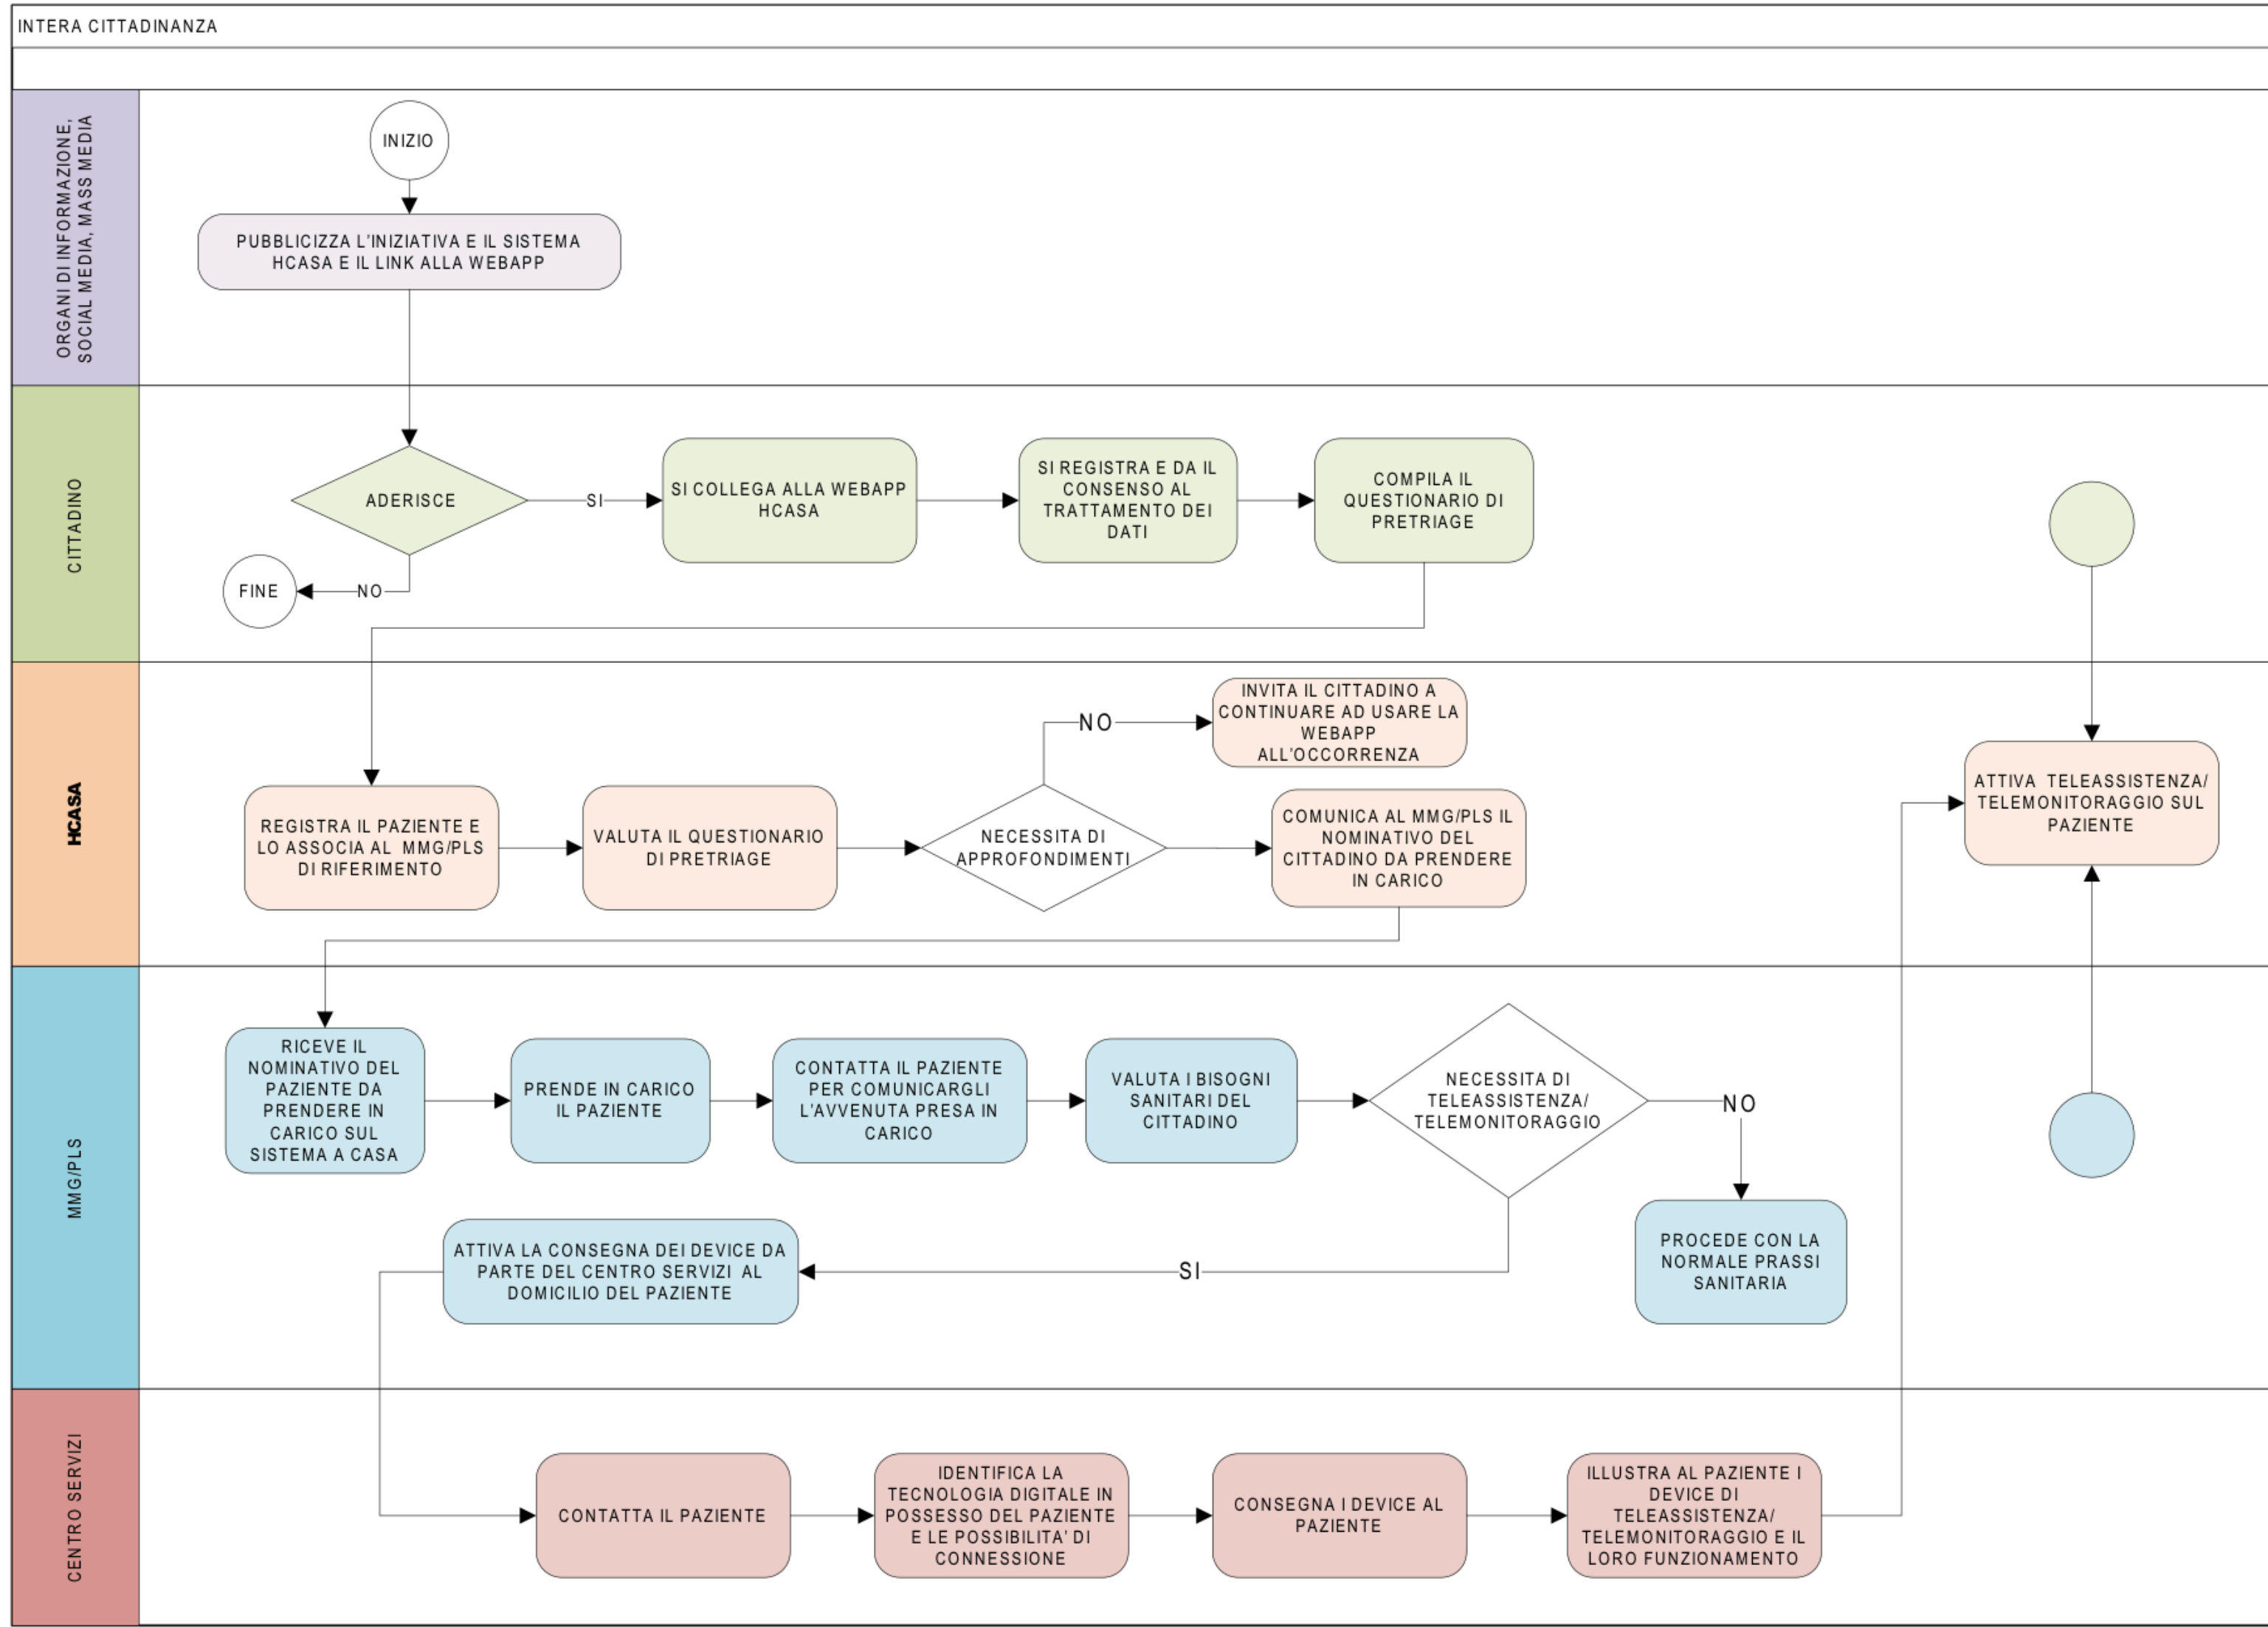 INTERA CITTADINANZA
ORGANI DI INFORMAZIONE,
SOCIAL MEDIA, MASS MEDIA
INIZIO
PUBBLICIZZA L'INIZIATIVA E IL SISTEMA
HCASA E IL LINK ALLA WEBAPP
CITTADINO
ADERISCE
SI
SI COLLEGA ALLA WEBAPP
HCASA
SI REGISTRA E DA IL
CONSENSO AL
TRATTAMENTO DEI
DATI
COMPILA IL
QUESTIONARIO DI
PRETRIAGE
NO
FINE
HCASA
REGISTRA IL PAZIENTE E
LO ASSOCIA AL MMG/PLS
DI RIFERIMENTO
VALUTA IL QUESTIONARIO
DI PRETRIAGE
NECESSITA DI
APPROFONDIMENTI
NO
INVITA IL CITTADINO A
CONTINUARE AD USARE LA
WEBAPP
ALL'OCCORRENZA
COMUNICA AL MMG/PLS IL
NOMINATIVO DEL
CITTADINO DA PRENDERE
IN CARICO
ATTIVA TELEASSISTENZA/
TELEMONITORAGGIO SUL
PAZIENTE
MMG/PLS
RICEVE IL
NOMINATIVO DEL
PAZIENTE DA
PRENDERE IN
CARICO SUL
SISTEMA A CASA
PRENDE IN CARICO
IL PAZIENTE
CONTATTA IL PAZIENTE
PER COMUNICARGLI
L'AVVENUTA PRESA IN
CARICO
VALUTA I BISOGNI
SANITARI DEL
CITTADINO
NECESSITA DI
TELEASSISTENZA/
TELEMONITORAGGIO
NO
PROCEDE CON LA
NORMALE PRASSI
SANITARIA
SI
ATTIVA LA CONSEGNA DEI DEVICE DA
PARTE DEL CENTRO SERVIZI AL
DOMICILIO DEL PAZIENTE
CENTRO SERVIZI
CONTATTA IL PAZIENTE
IDENTIFICA LA
TECNOLOGIA DIGITALE IN
POSSESSO DEL PAZIENTE
E LE POSSIBILITA' DI
CONNESSIONE
CONSEGNA I DEVICE AL
PAZIENTE
ILLUSTRA AL PAZIENTE I
DEVICE DI
TELEASSISTENZA/
TELEMONITORAGGIO E IL
LORO FUNZIONAMENTO